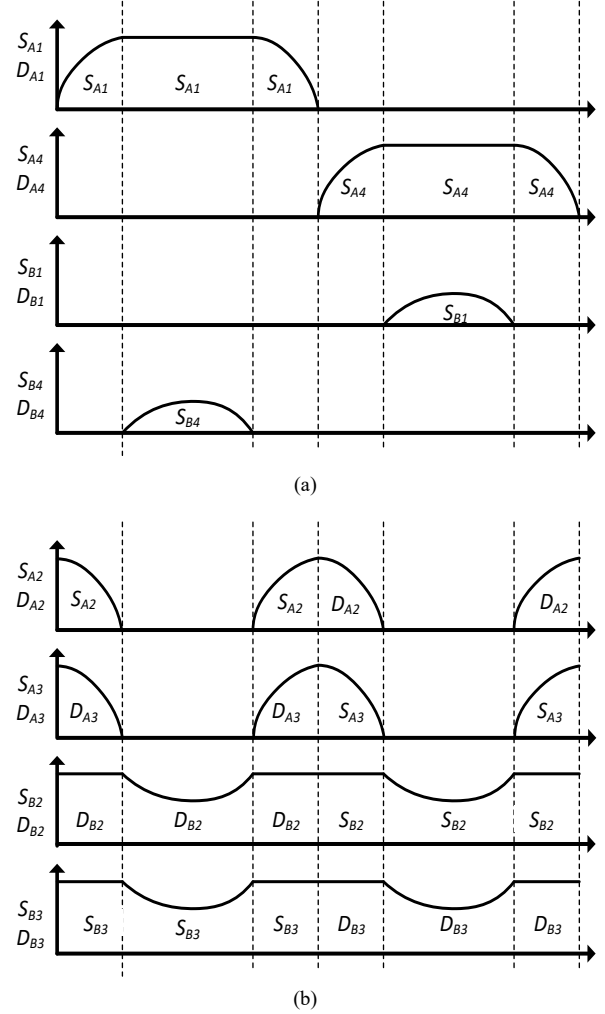 S_A1
D_A1
S_A1 S_A1 S_A1
S_A4
D_A4
S_A4 S_A4 S_A4
S_B1
D_B1
S_B1
S_B4
D_B4
S_B4
(a)
S_A2
D_A2
S_A2 S_A2 D_A2 D_A2
S_A3
D_A3
D_A3 D_A3 S_A3 S_A3
S_B2
D_B2
D_B2 D_B2 D_B2 S_B2 S_B2 S_B2
S_B3
D_B3
S_B3 S_B3 S_B3 D_B3 D_B3 D_B3
(b)